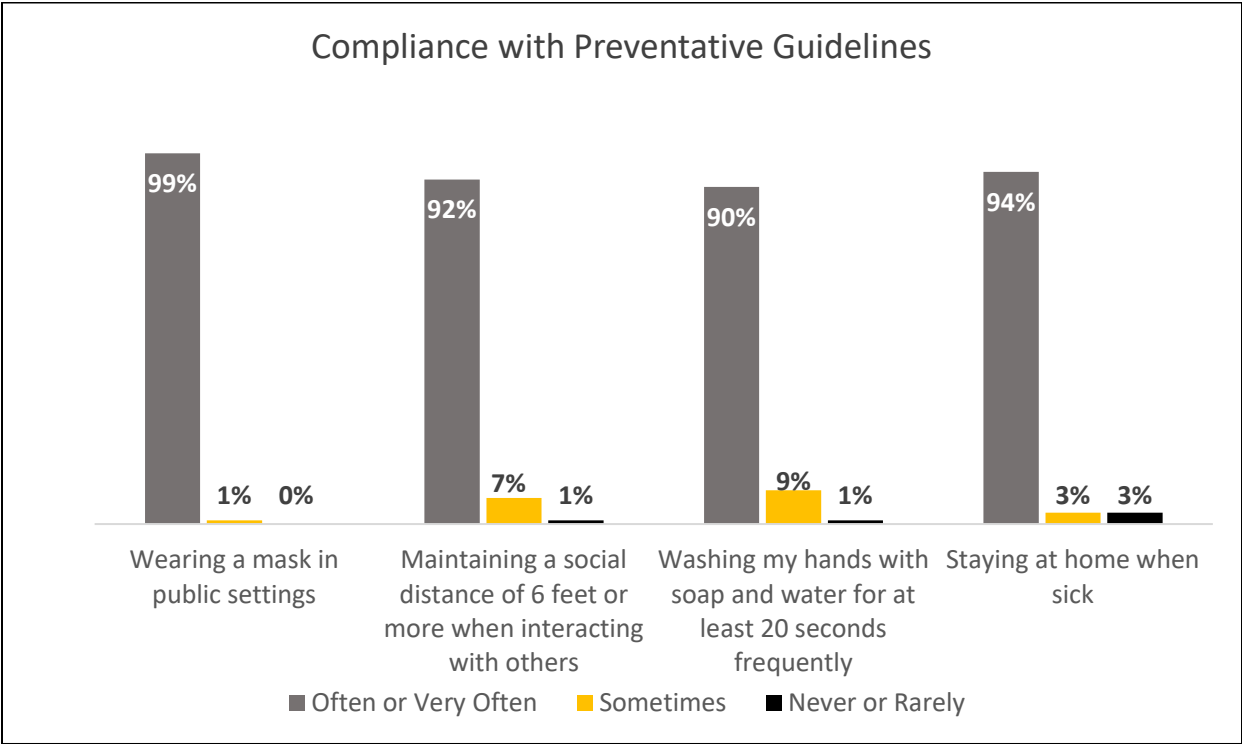 Compliance with Preventative Guidelines
99%
1%
0%
92%
7%
1%
90%
9%
1%
94%
3%
3%
Wearing a mask in
public settings
Maintaining a social
distance of 6 feet or
more when interacting
with others
Washing my hands with
soap and water for at
least 20 seconds
frequently
Staying at home when
sick
Often or Very Often
Sometimes
Never or Rarely